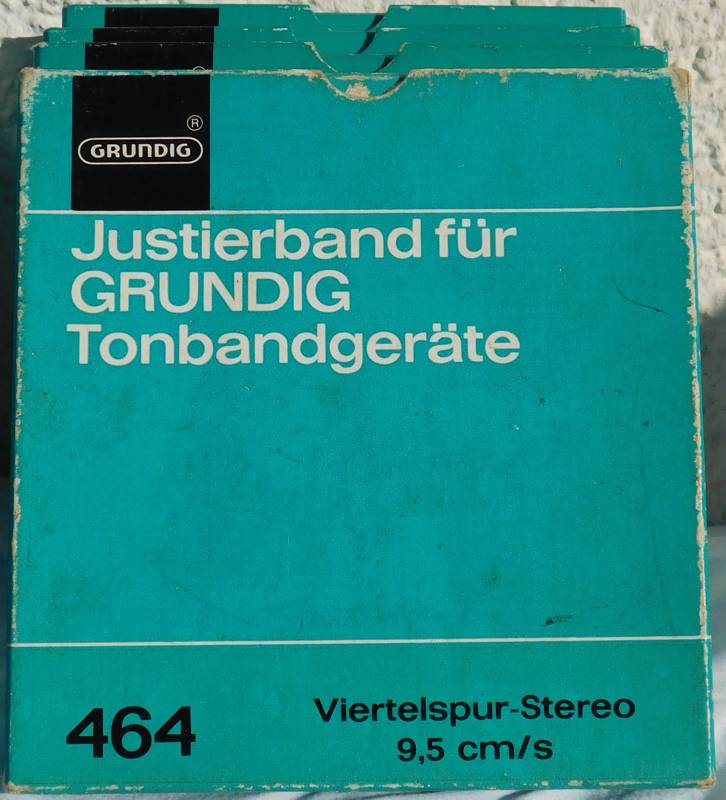 ®
GRUNDIG
Justierband für
GRUNDIG
Tonbandgeräte
464
Viertelspur-Stereo
9,5 cm/s